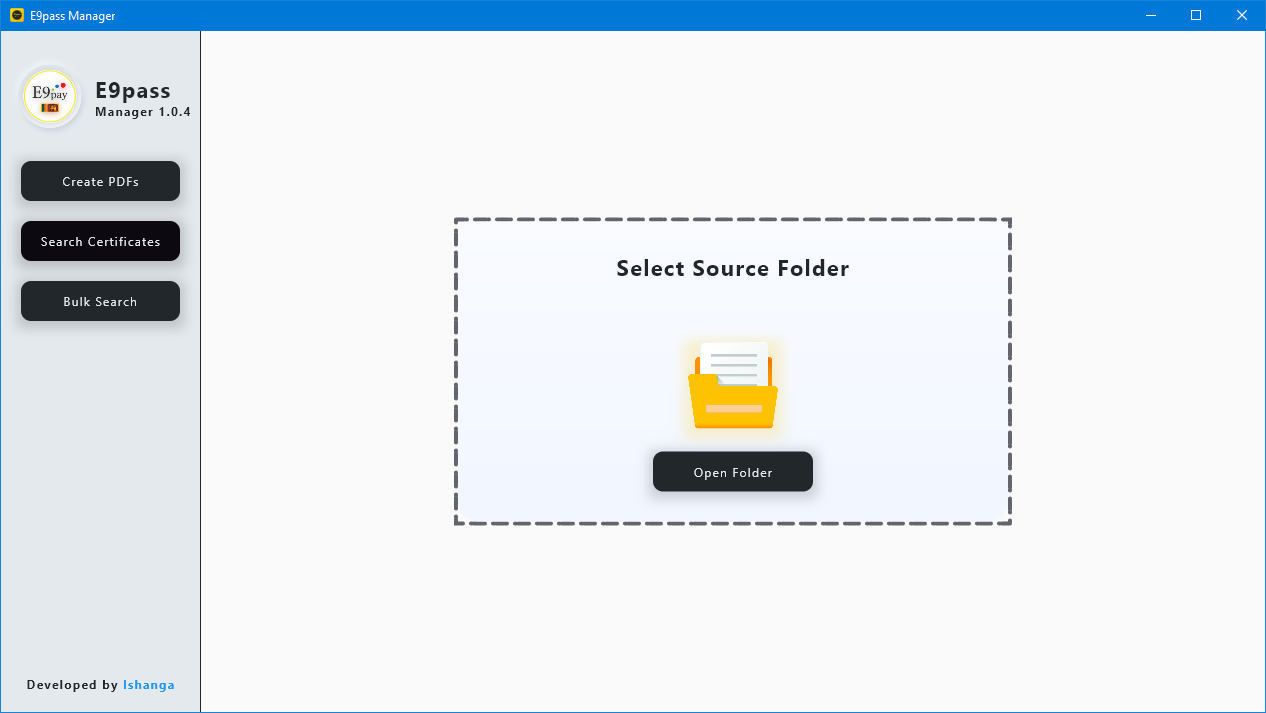 E9pass Manager
E9pay
E9pass
Manager 1.0.4
Create PDFs
Search Certificates
Bulk Search
Select Source Folder
Open Folder
Developed by Ishanga